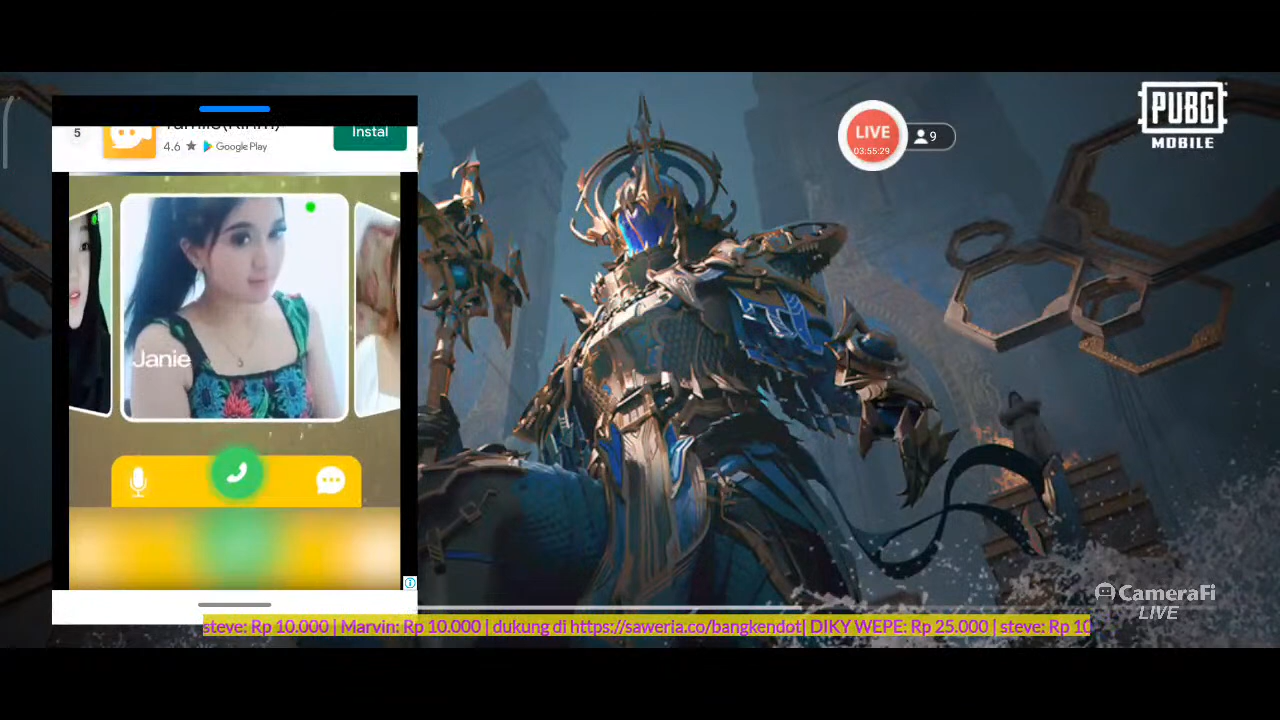 5
Instal
4.6 ★ Google Play
Janie
LIVE
03:55:29
9
PUBG
MOBILE
CameraFi
LIVE
steve: Rp 10.000 | Marvin: Rp 10.000 | dukung di https://saweria.co/bangkendot| DIKY WEPE: Rp 25.000 | steve: Rp 10